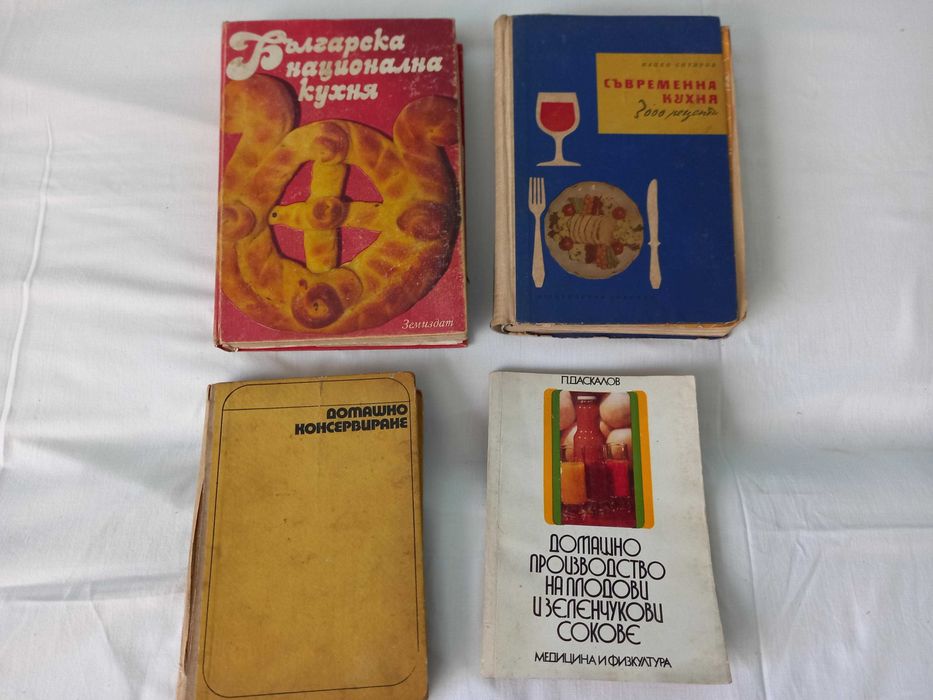 Българска
национална
кухня
Земиздат
СЪВРЕМЕННА
КУХНЯ
3000 рецепти
ДОМАШНО
КОНСЕРВИРАНЕ
П. ДАСКАЛОВ
ДОМАШНО
ПРОИЗВОДСТВО
НА ПЛОДОВИ
И ЗЕЛЕНЧУКОВИ
СОКОВЕ
МЕДИЦИНА И ФИЗКУЛТУРА